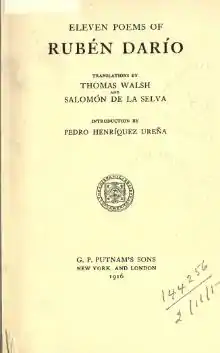 ELEVEN POEMS OF
RUBÉN DARÍO
TRANSLATIONS BY
THOMAS WALSH
AND
SALOMÓN DE LA SELVA
INTRODUCTION BY
PEDRO HENRÍQUEZ UREÑA
G. P. PUTNAM'S SONS
NEW YORK AND LONDON
1916
144256